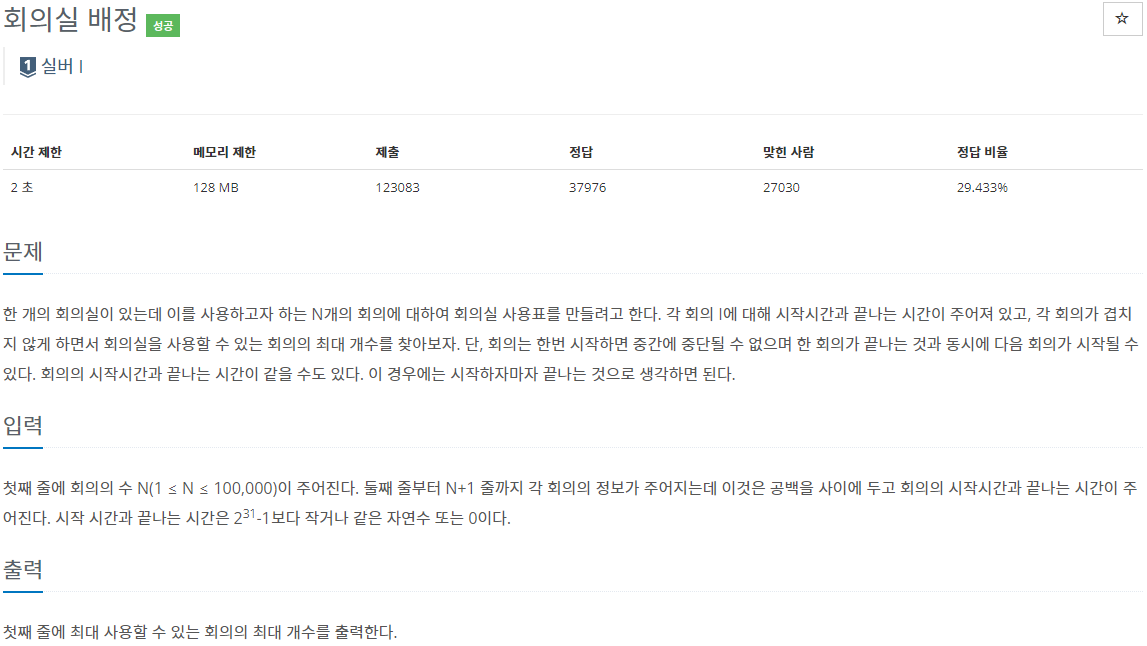 회의실 배정 성공
☆
1 실버 I
시간 제한 메모리 제한 제출 정답 맞힌 사람 정답 비율
2 초 128 MB 123083 37976 27030 29.433%
문제
한 개의 회의실이 있는데 이를 사용하고자 하는 N개의 회의에 대하여 회의실 사용표를 만들려고 한다. 각 회의 I에 대해 시작시간과 끝나는 시간이 주어져 있고, 각 회의가 겹치
지 않게 하면서 회의실을 사용할 수 있는 회의의 최대 개수를 찾아보자. 단, 회의는 한번 시작하면 중간에 중단될 수 없으며 한 회의가 끝나는 것과 동시에 다음 회의가 시작될 수
있다. 회의의 시작시간과 끝나는 시간이 같을 수도 있다. 이 경우에는 시작하자마자 끝나는 것으로 생각하면 된다.
입력
첫째 줄에 회의의 수 N(1 ≤ N ≤ 100,000)이 주어진다. 둘째 줄부터 N+1 줄까지 각 회의의 정보가 주어지는데 이것은 공백을 사이에 두고 회의의 시작시간과 끝나는 시간이 주
어진다. 시작 시간과 끝나는 시간은 2³¹-1보다 작거나 같은 자연수 또는 0이다.
출력
첫째 줄에 최대 사용할 수 있는 회의의 최대 개수를 출력한다.